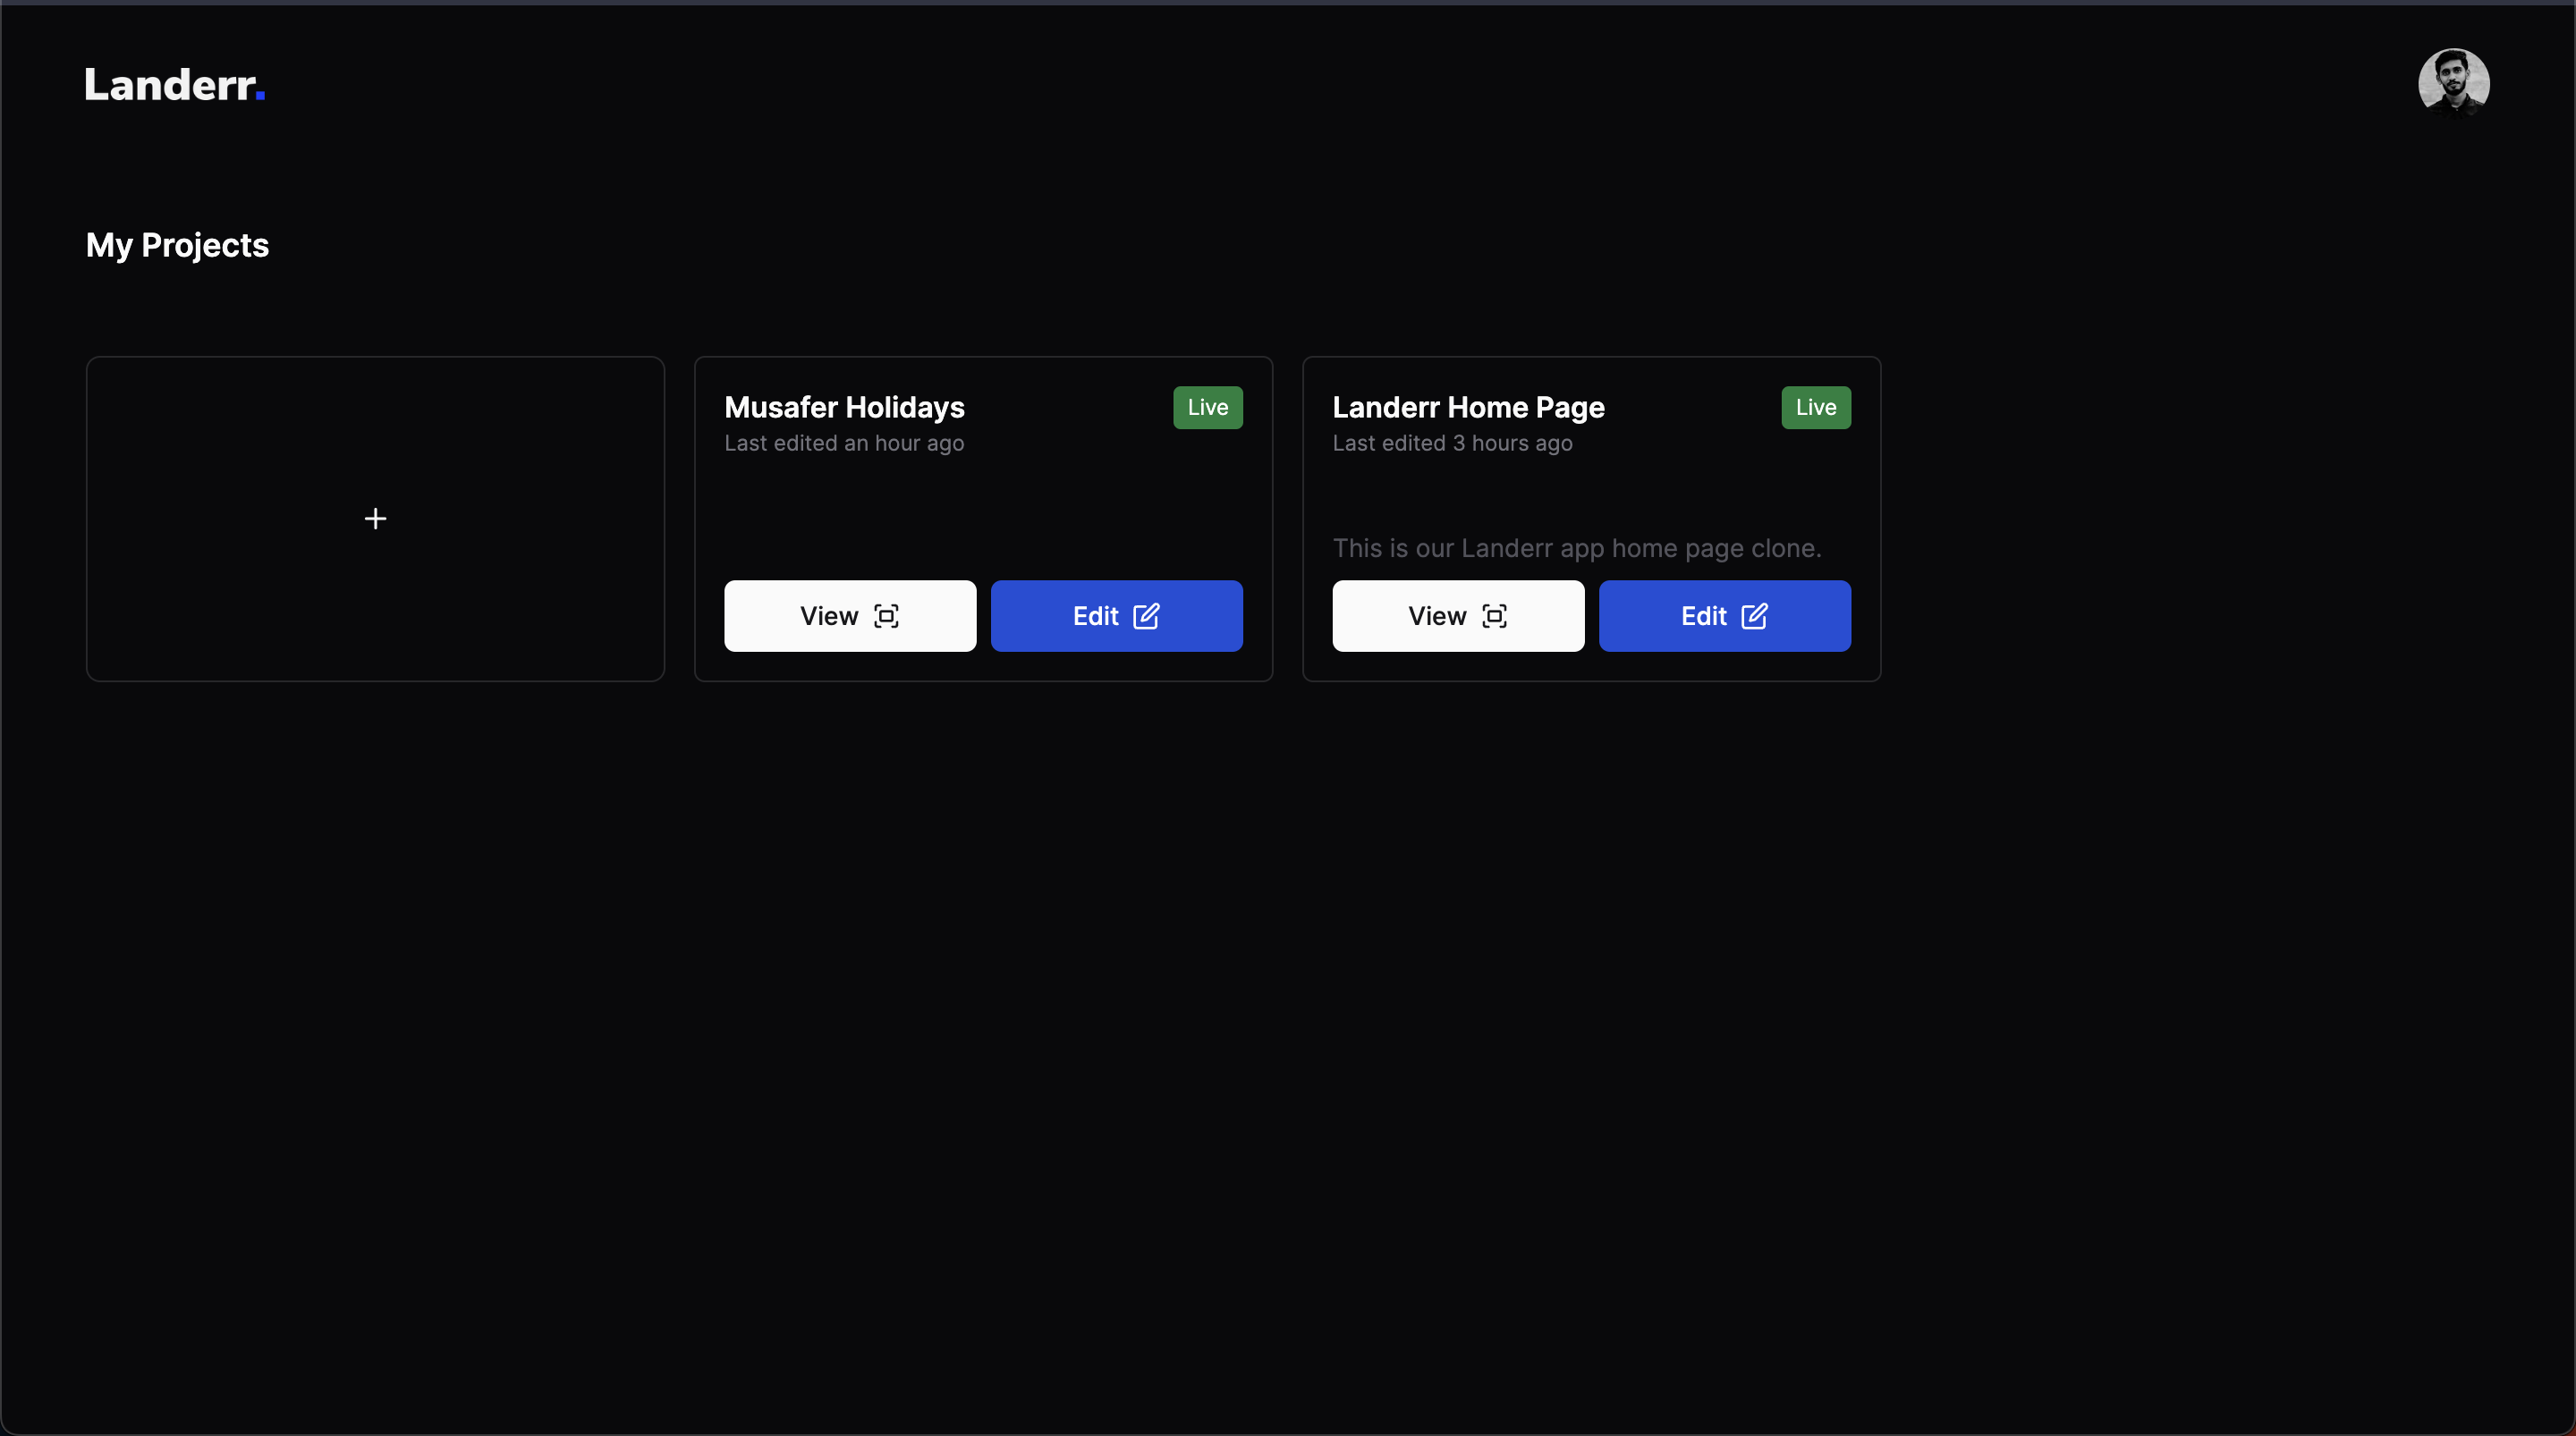 Landerr.
My Projects
Musafer Holidays
Live
Last edited an hour ago
View
Edit
Landerr Home Page
Live
Last edited 3 hours ago
This is our Landerr app home page clone.
View
Edit